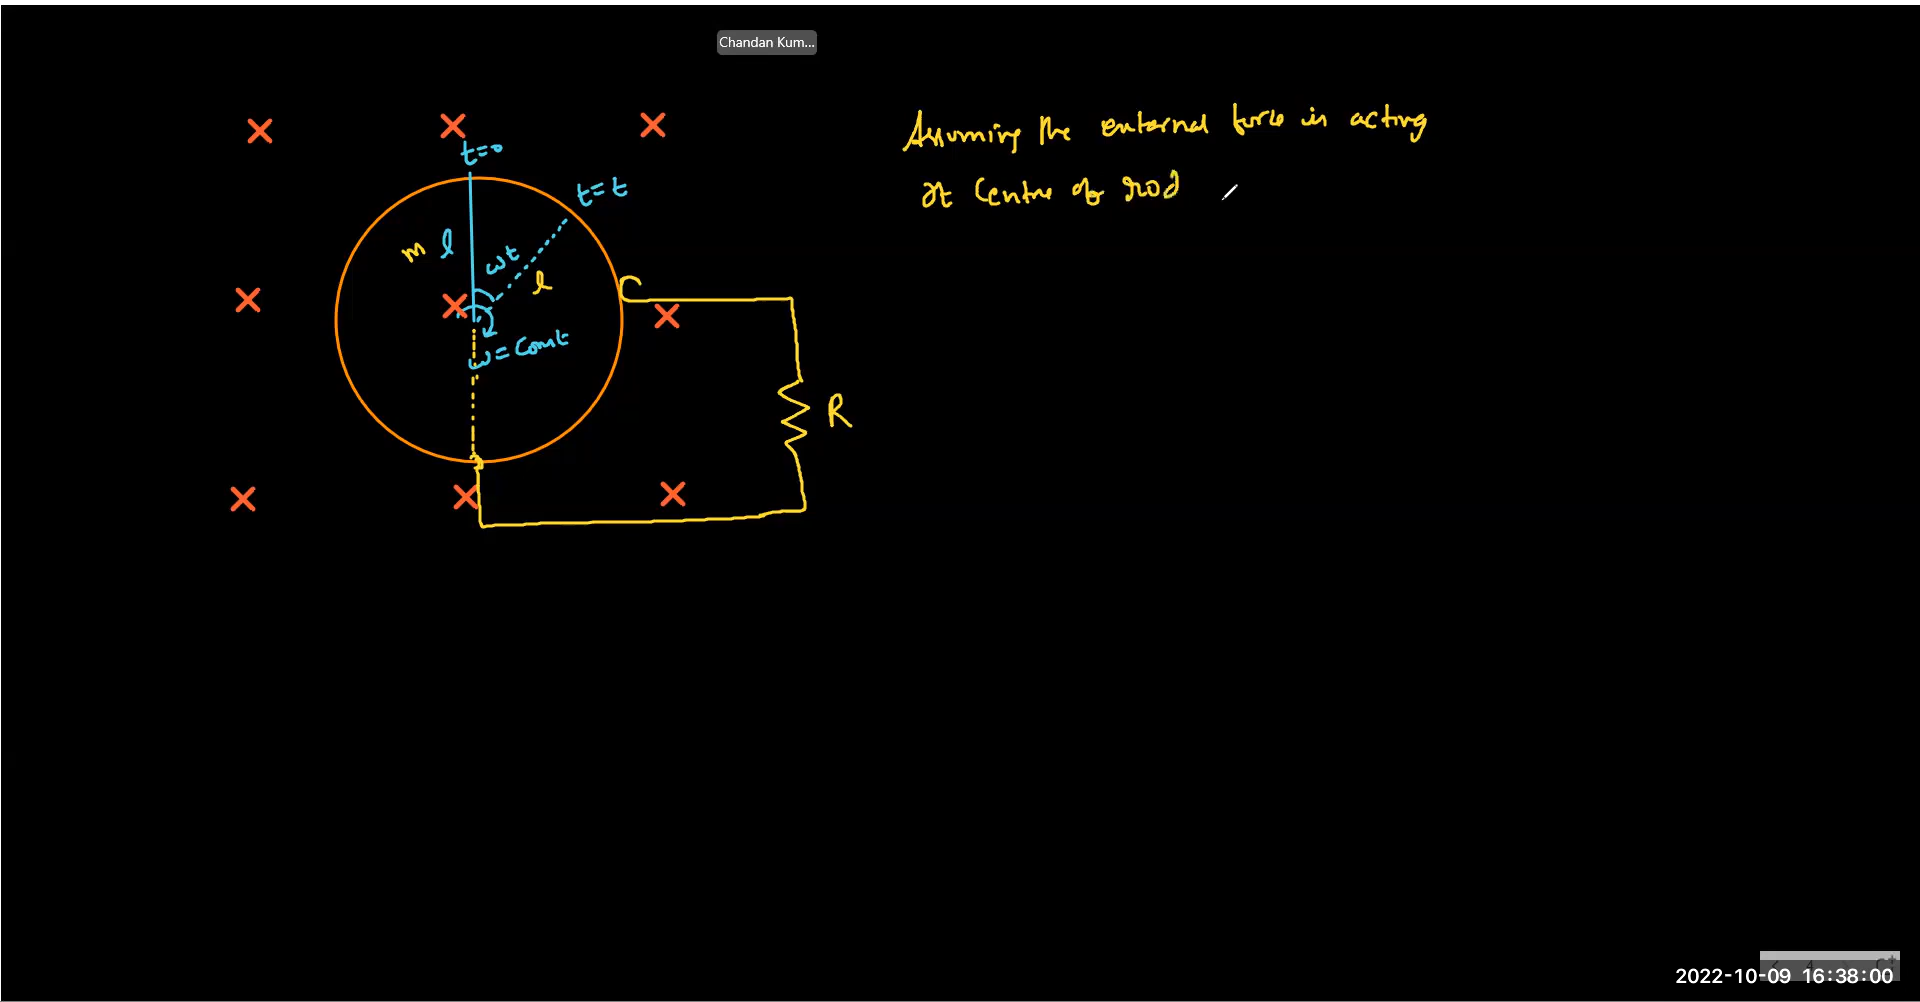 Chandan Kum...
Assuming the external force is acting
at Centre of rod
t=0
t=t
m l
ωt
l
C
ω = Const
R
2022-10-09 16:38:00